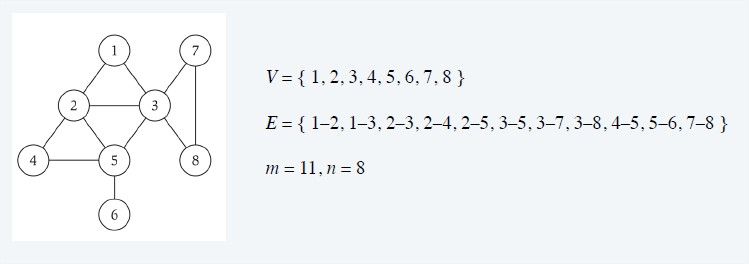 1 7
2 3
4 5 8
6
V = { 1, 2, 3, 4, 5, 6, 7, 8 }
E = { 1–2, 1–3, 2–3, 2–4, 2–5, 3–5, 3–7, 3–8, 4–5, 5–6, 7–8 }
m = 11, n = 8